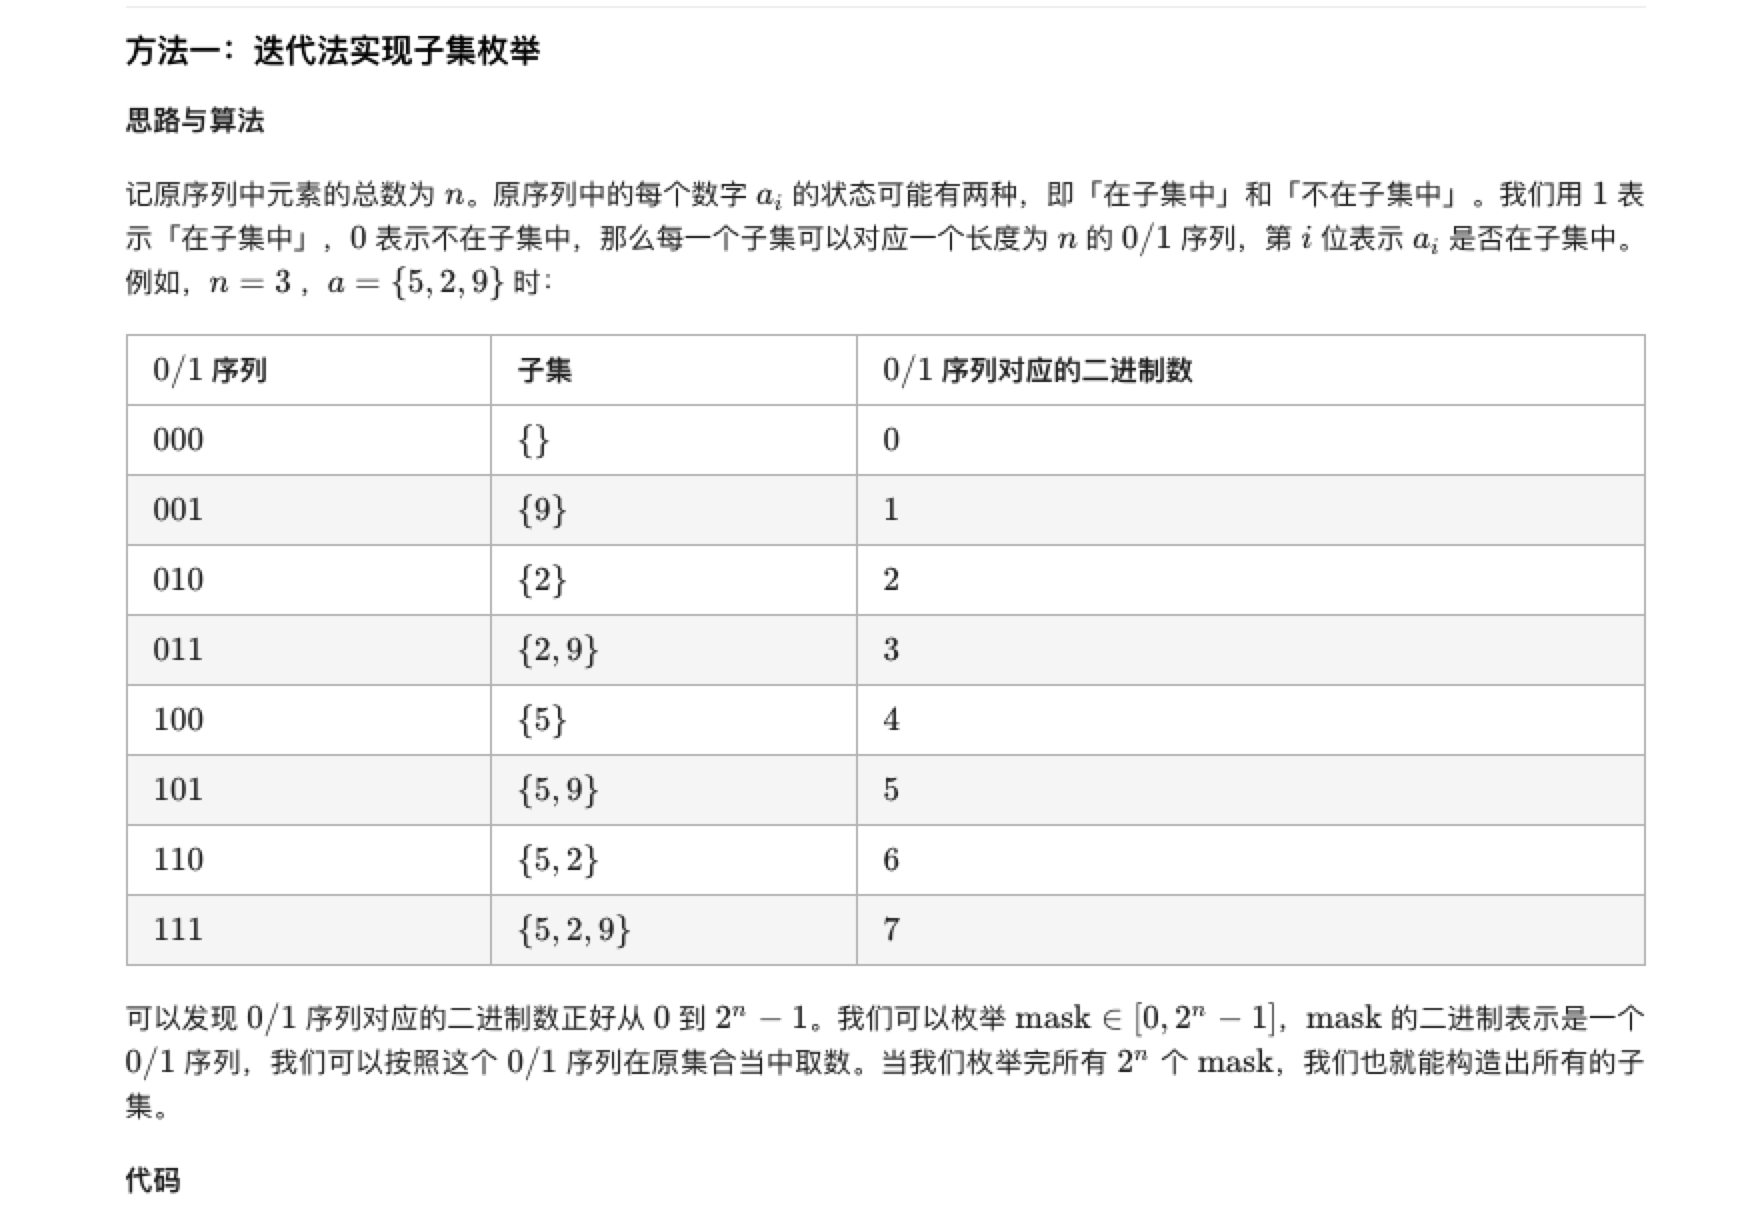 方法一：迭代法实现子集枚举
思路与算法
记原序列中元素的总数为 n。原序列中的每个数字 a_i 的状态可能有两种，即「在子集中」和「不在子集中」。我们用 1 表
示「在子集中」，0 表示不在子集中，那么每一个子集可以对应一个长度为 n 的 0/1 序列，第 i 位表示 a_i 是否在子集中。
例如，n = 3 ，a = {5, 2, 9} 时：
0/1 序列 子集 0/1 序列对应的二进制数
000 {} 0
001 {9} 1
010 {2} 2
011 {2, 9} 3
100 {5} 4
101 {5, 9} 5
110 {5, 2} 6
111 {5, 2, 9} 7
可以发现 0/1 序列对应的二进制数正好从 0 到 2^n − 1。我们可以枚举 mask ∈ [0, 2^n − 1]，mask 的二进制表示是一个
0/1 序列，我们可以按照这个 0/1 序列在原集合当中取数。当我们枚举完所有 2^n 个 mask，我们也就能构造出所有的子
集。
代码